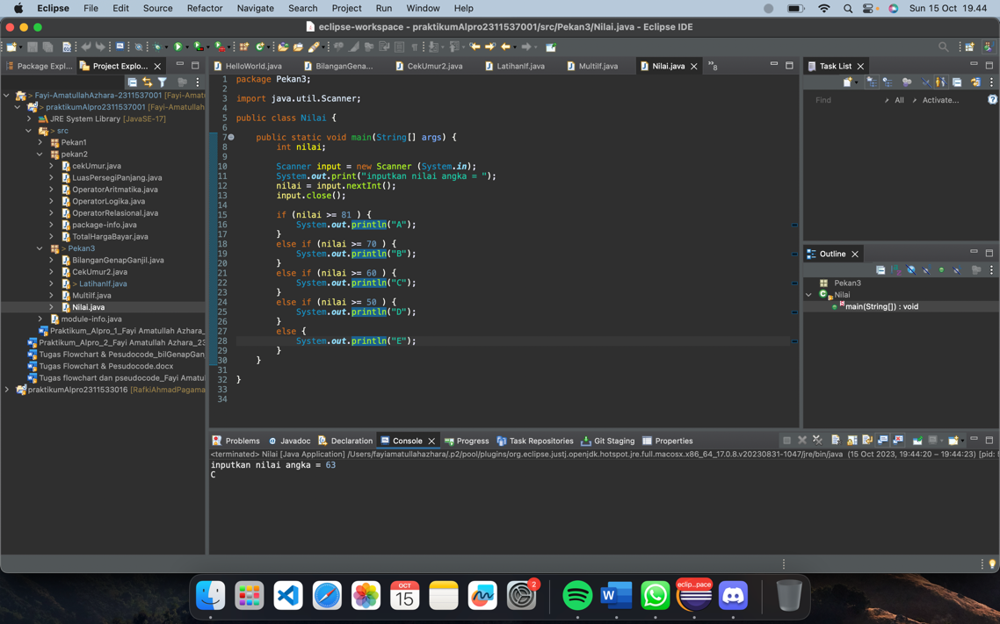 Eclipse File Edit Source Refactor Navigate Search Project Run Window Help Sun 15 Oct 19.44
eclipse-workspace - praktikumAlpro2311537001/src/Pekan3/Nilai.java - Eclipse IDE
Package Expl... Project Explo...
HelloWorld.java BilanganGena... CekUmur2.java LatihanIf.java MultiIf.java Nilai.java »8
Task List
Find All Activate...
> Fayi-AmatullahAzhara-2311537001 [Fayi-Amat
> praktikumAlpro2311537001 [Fayi-Amatullah
JRE System Library [JavaSE-17]
> src
Pekan1
pekan2
cekUmur.java
LuasPersegiPanjang.java
OperatorAritmatika.java
OperatorLogika.java
OperatorRelasional.java
package-info.java
TotalHargaBayar.java
> Pekan3
BilanganGenapGanjil.java
CekUmur2.java
> LatihanIf.java
MultiIf.java
Nilai.java
module-info.java
Praktikum_Alpro_1_Fayi Amatullah Azhara_
Praktikum_Alpro_2_Fayi Amatullah Azhara_23
Tugas Flowchart & Pesudocode_bilGenapGan
Tugas Flowchart & Pesudocode.docx
Tugas flowchart dan pseudocode_Fayi Amatul
praktikumAlpro2311533016 [RafkiAhmadPagama
1 package Pekan3;
2
3 import java.util.Scanner;
4
5 public class Nilai {
6
7 public static void main(String[] args) {
8 int nilai;
9
10 Scanner input = new Scanner (System.in);
11 System.out.print("inputkan nilai angka = ");
12 nilai = input.nextInt();
13 input.close();
14
15 if (nilai >= 81 ) {
16 System.out.println("A");
17 }
18 else if (nilai >= 70 ) {
19 System.out.println("B");
20 }
21 else if (nilai >= 60 ) {
22 System.out.println("C");
23 }
24 else if (nilai >= 50 ) {
25 System.out.println("D");
26 }
27 else {
28 System.out.println("E");
29 }
30 }
31
32 }
33
34
Outline
Pekan3
Nilai
main(String[]) : void
Problems Javadoc Declaration Console Progress Task Repositories Git Staging Properties
<terminated> Nilai [Java Application] /Users/fayiamatullahazhara/.p2/pool/plugins/org.eclipse.justj.openjdk.hotspot.jre.full.macosx.x86_64_17.0.8.v20230831-1047/jre/bin/java (15 Oct 2023, 19:44:20 – 19:44:23) [pid:
inputkan nilai angka = 63
C
OCT
15
2
eclip...pace